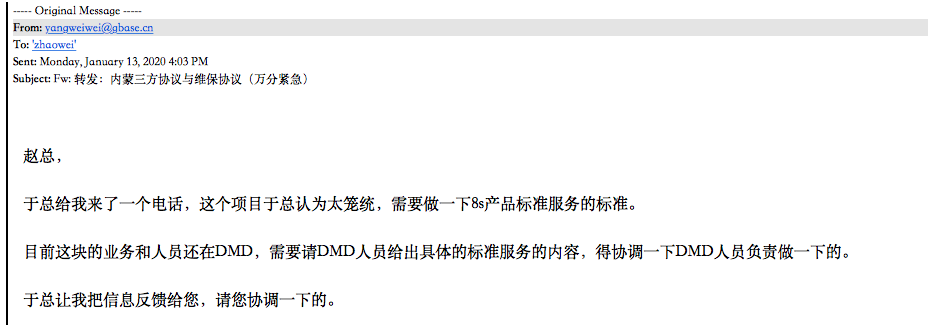 ----- Original Message -----
From: yangweiwei@gbase.cn
To: 'zhaowei'
Sent: Monday, January 13, 2020 4:03 PM
Subject: Fw: 转发：内蒙三方协议与维保协议（万分紧急）
赵总，
于总给我来了一个电话，这个项目于总认为太笼统，需要做一下8s产品标准服务的标准。
目前这块的业务和人员还在DMD，需要请DMD人员给出具体的标准服务的内容，得协调一下DMD人员负责做一下的。
于总让我把信息反馈给您，请您协调一下的。